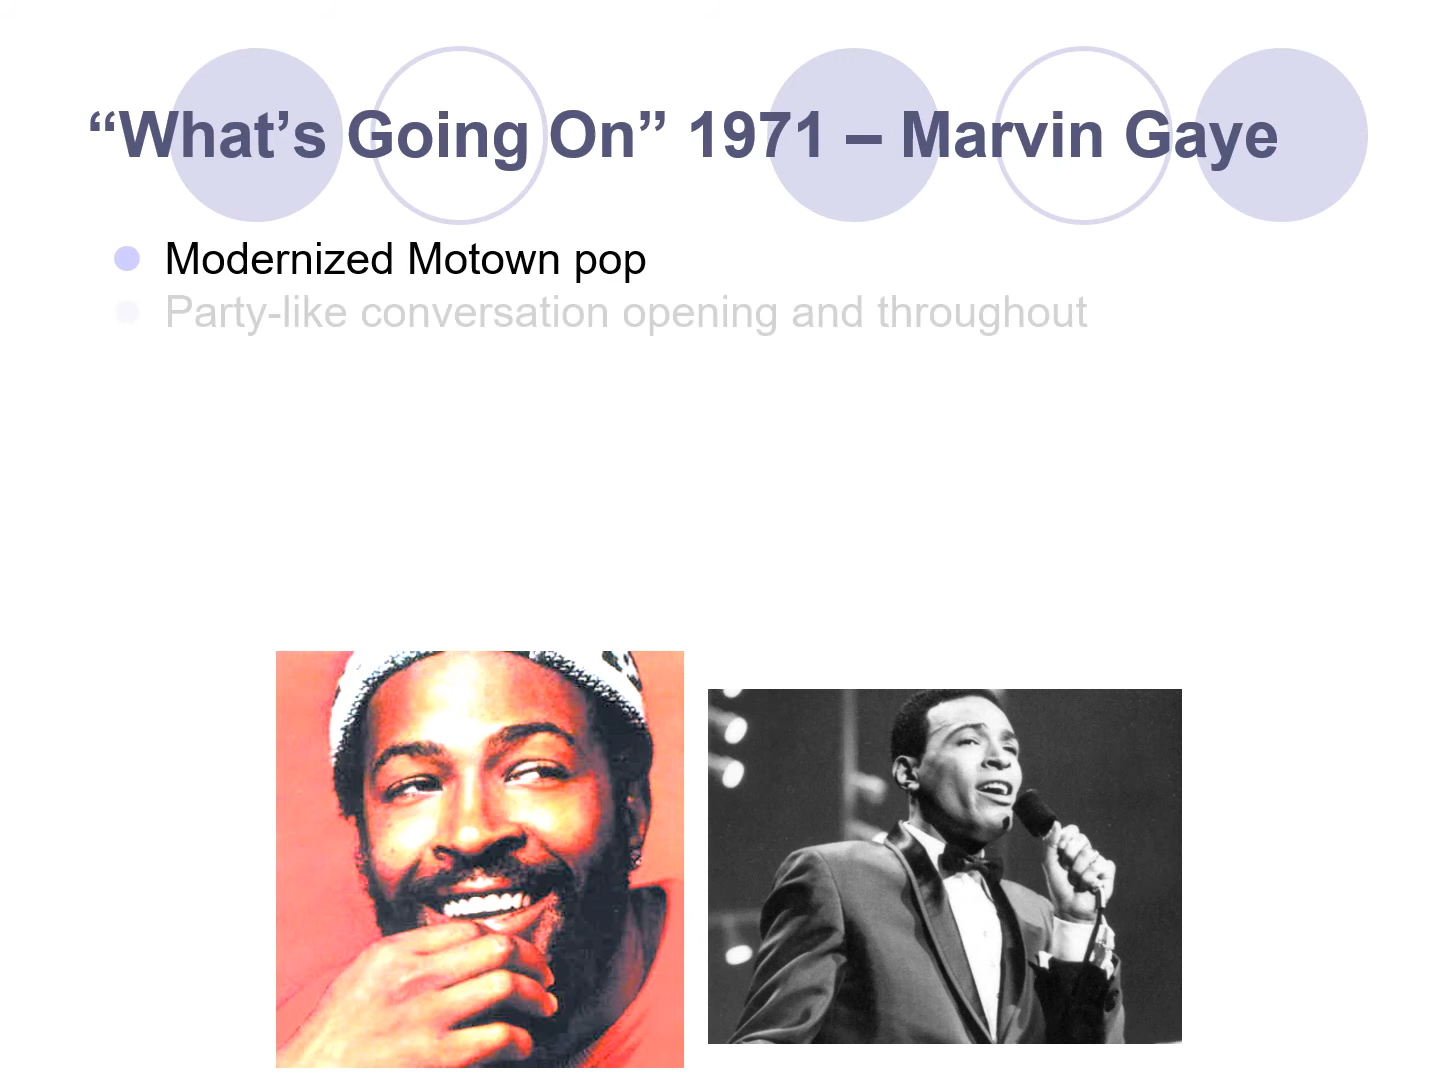 “What’s Going On” 1971 – Marvin Gaye
Modernized Motown pop
Party-like conversation opening and throughout